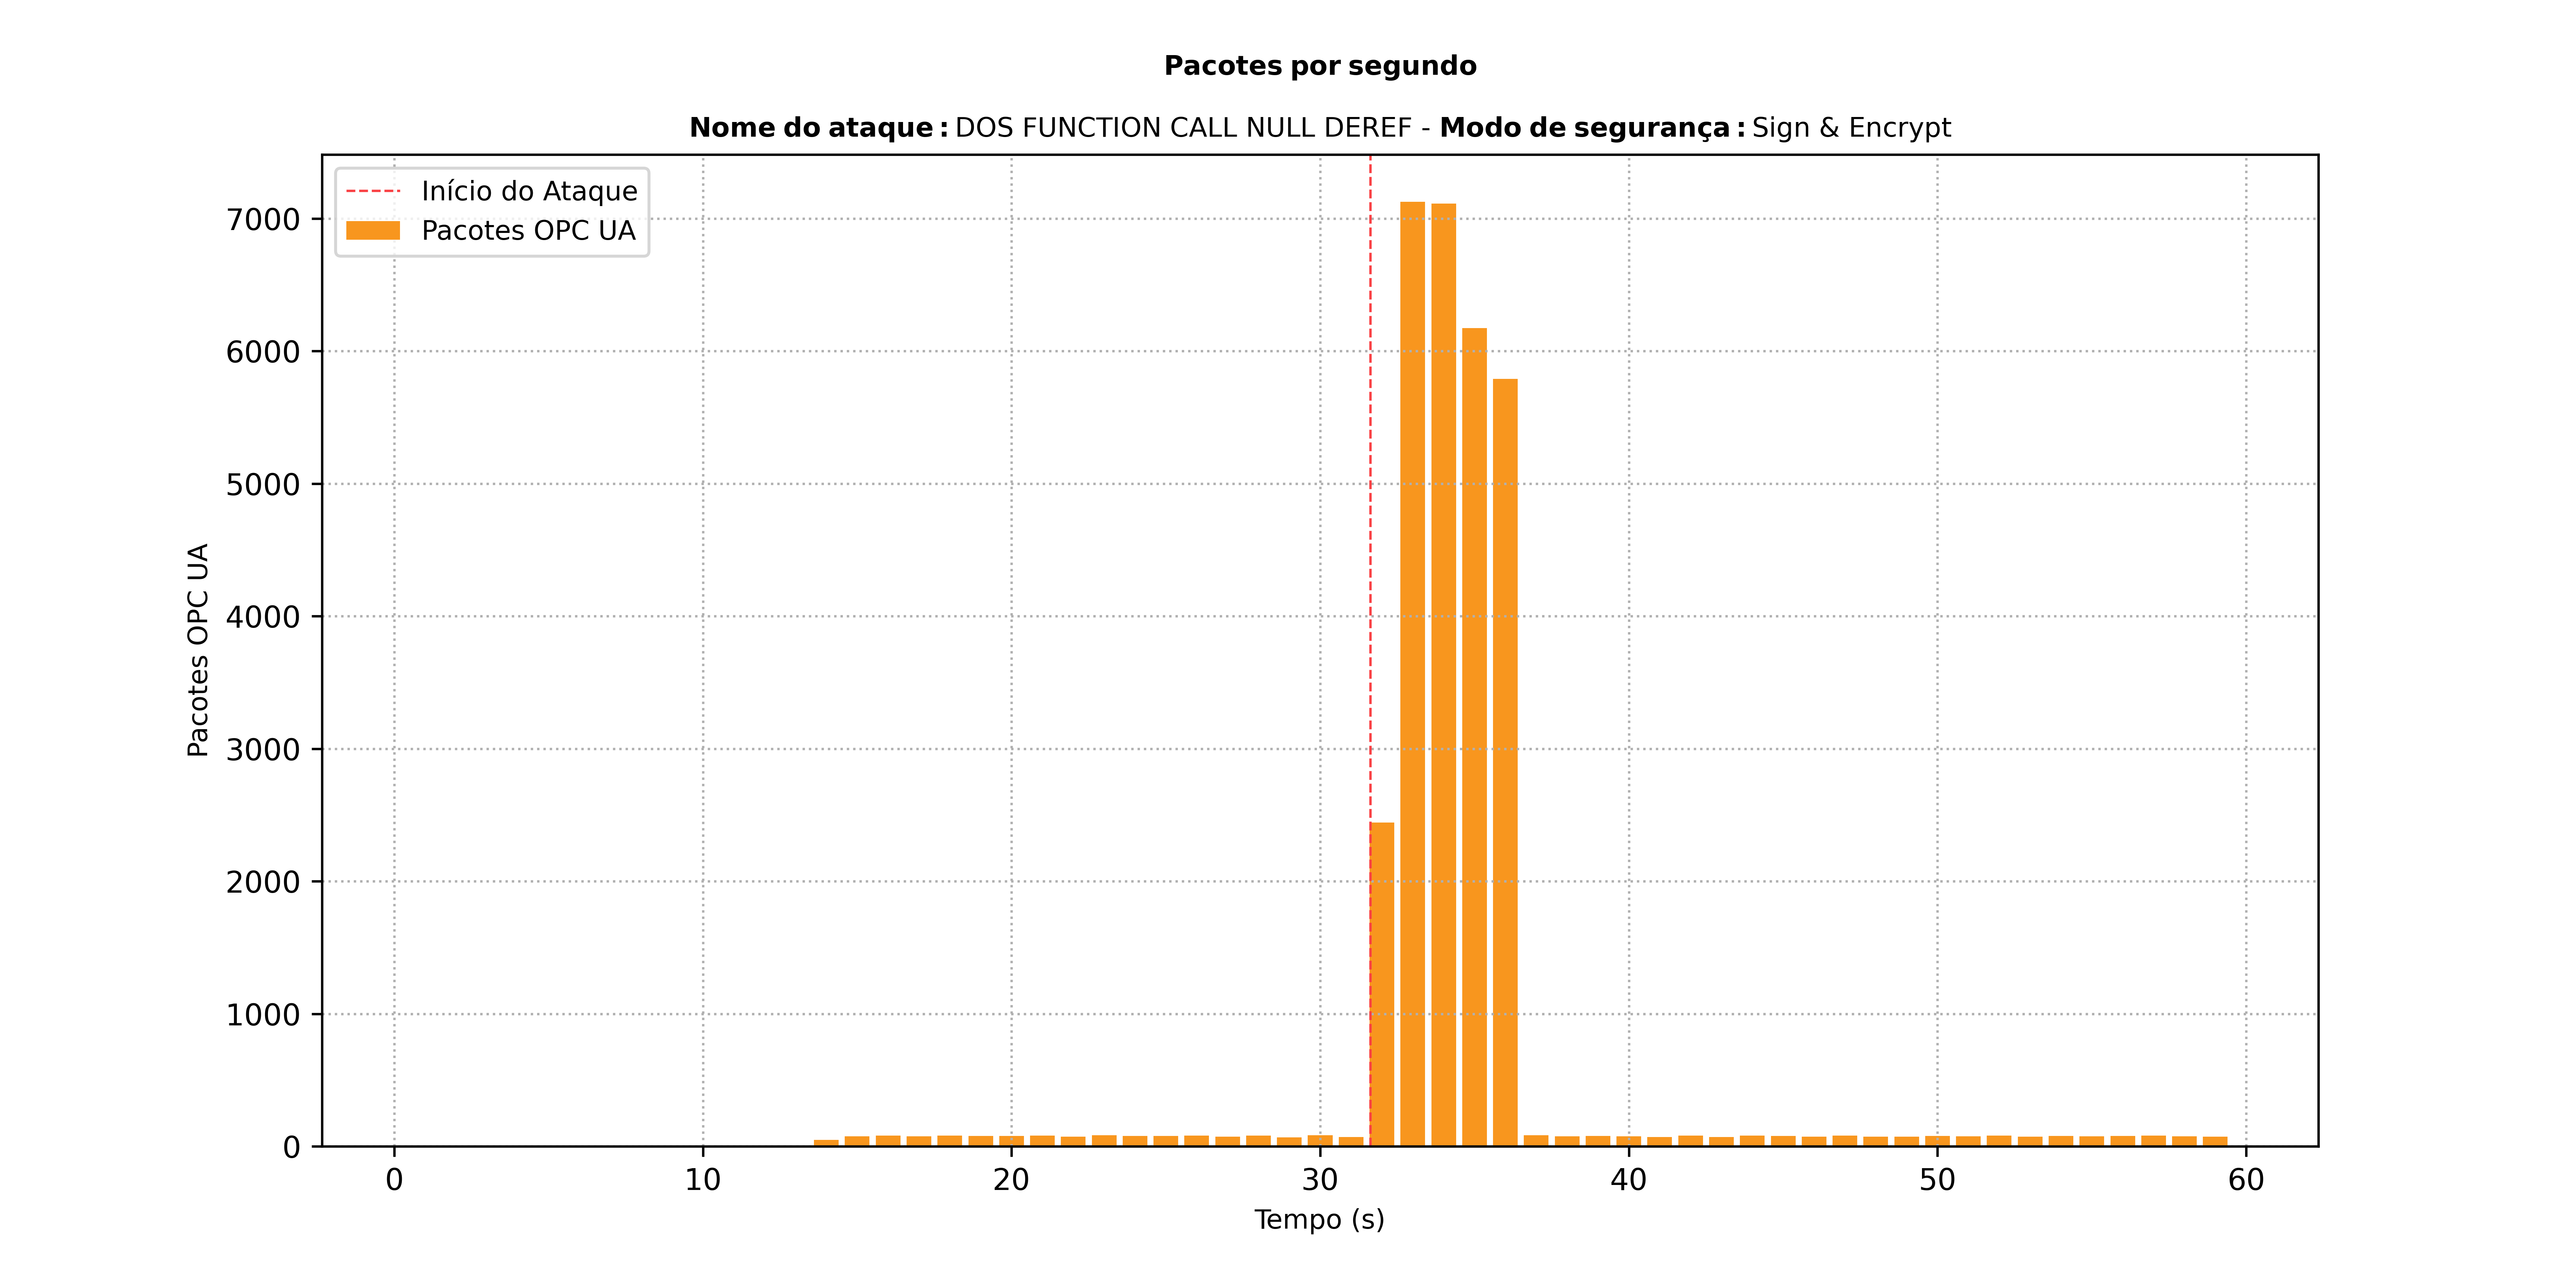 Pacotes por segundo
Nome do ataque: DOS FUNCTION CALL NULL DEREF - Modo de segurança: Sign & Encrypt
Início do Ataque
Pacotes OPC UA
7000
6000
5000
4000
3000
2000
1000
0
Pacotes OPC UA
0 10 20 30 40 50 60
Tempo (s)